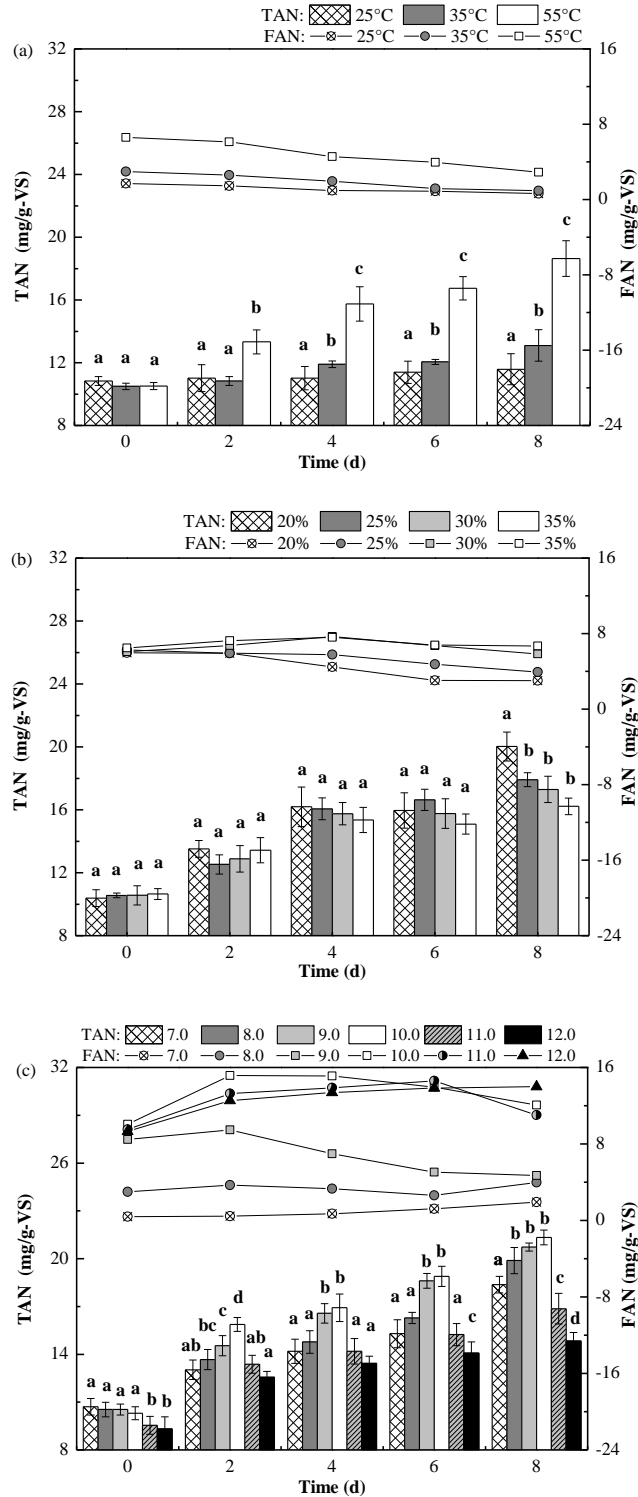 TAN: 25°C 35°C 55°C
FAN: 25°C 35°C 55°C
(a)
32 16
28 8
24 0
20 -8
16 -16
12 -24
8
TAN (mg/g-VS)
FAN (mg/g-VS)
a a a a a b a b c a b c a b c
0 2 4 6 8
Time (d)
TAN: 20% 25% 30% 35%
FAN: 20% 25% 30% 35%
(b)
32 16
28 8
24 0
20 -8
16 -16
12 -24
8
TAN (mg/g-VS)
FAN (mg/g-VS)
a a a a a a a a a a a a a a a a a b b b
0 2 4 6 8
Time (d)
TAN: 7.0 8.0 9.0 10.0 11.0 12.0
FAN: 7.0 8.0 9.0 10.0 11.0 12.0
(c)
32 16
26 8
20 0
14 -8
8 -16
-24
TAN (mg/g-VS)
FAN (mg/g-VS)
a a a a b b ab bc c d ab a a a b b a a a a b b a c a b b b c d
0 2 4 6 8
Time (d)